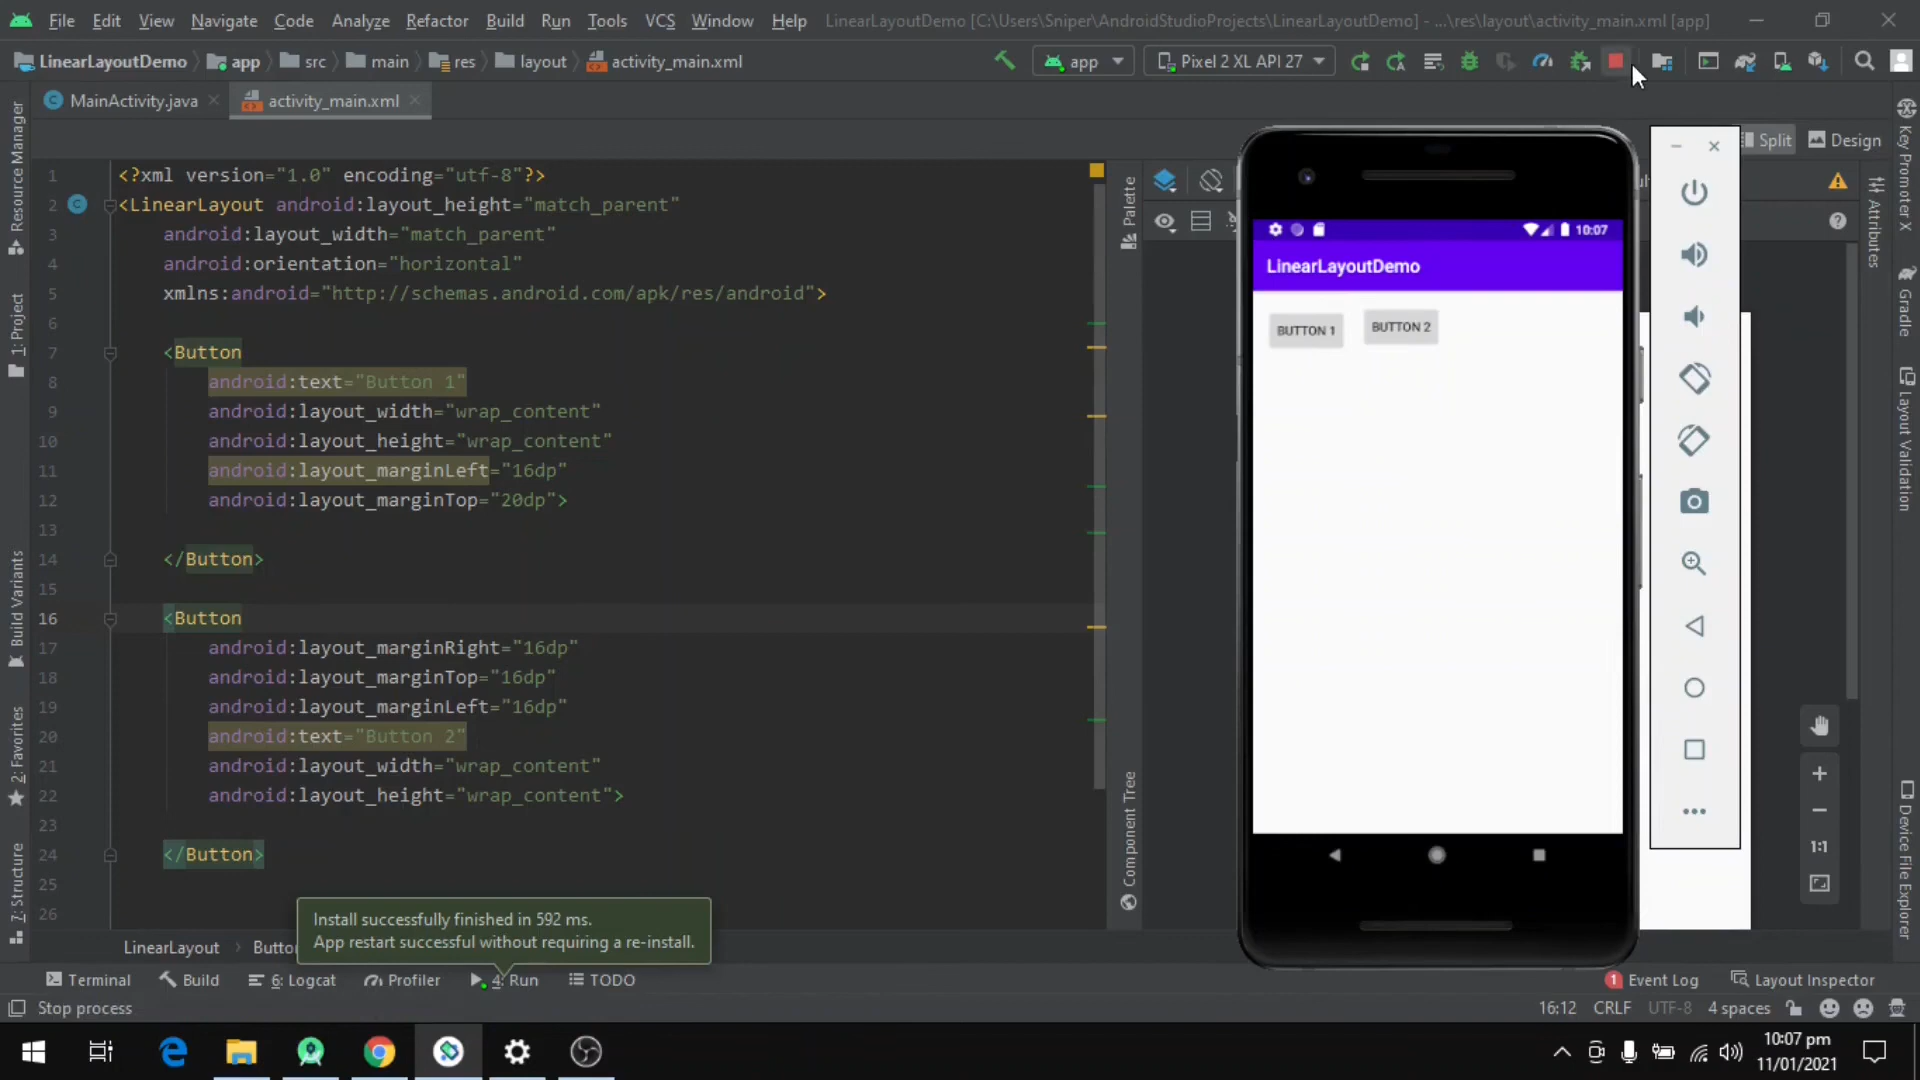 File Edit View Navigate Code Analyze Refactor Build Run Tools VCS Window Help LinearLayoutDemo [C:\Users\Sniper\AndroidStudioProjects\LinearLayoutDemo] - ...\res\layout\activity_main.xml [app]
LinearLayoutDemo app src main res layout activity_main.xml app Pixel 2 XL API 27
MainActivity.java activity_main.xml
Split Design
1 <?xml version="1.0" encoding="utf-8"?>
2 <LinearLayout android:layout_height="match_parent"
3 android:layout_width="match_parent"
4 android:orientation="horizontal"
5 xmlns:android="http://schemas.android.com/apk/res/android">
6
7 <Button
8 android:text="Button 1"
9 android:layout_width="wrap_content"
10 android:layout_height="wrap_content"
11 android:layout_marginLeft="16dp"
12 android:layout_marginTop="20dp">
13
14 </Button>
15
16 <Button
17 android:layout_marginRight="16dp"
18 android:layout_marginTop="16dp"
19 android:layout_marginLeft="16dp"
20 android:text="Button 2"
21 android:layout_width="wrap_content"
22 android:layout_height="wrap_content">
23
24 </Button>
25
26
Resource Manager
1: Project
Build Variants
2: Favorites
7: Structure
Palette
Component Tree
10:07
LinearLayoutDemo
BUTTON 1 BUTTON 2
1:1
Key Promoter X
Attributes
Gradle
Layout Validation
Device File Explorer
Install successfully finished in 592 ms.
App restart successful without requiring a re-install.
LinearLayout
Terminal Build 6: Logcat Profiler 4: Run TODO 1 Event Log Layout Inspector
Stop process 16:12 CRLF UTF-8 4 spaces
10:07 pm
11/01/2021